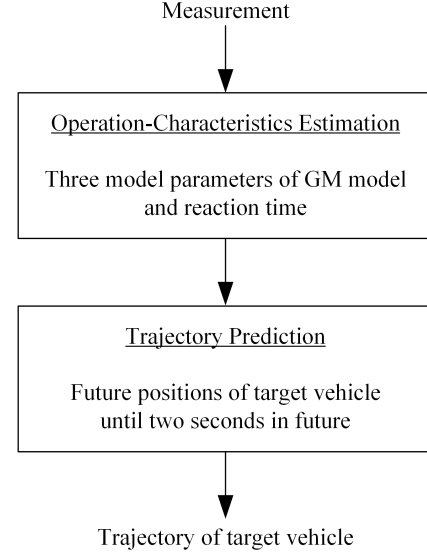 Measurement
Operation-Characteristics Estimation
Three model parameters of GM model
and reaction time
Trajectory Prediction
Future positions of target vehicle
until two seconds in future
Trajectory of target vehicle